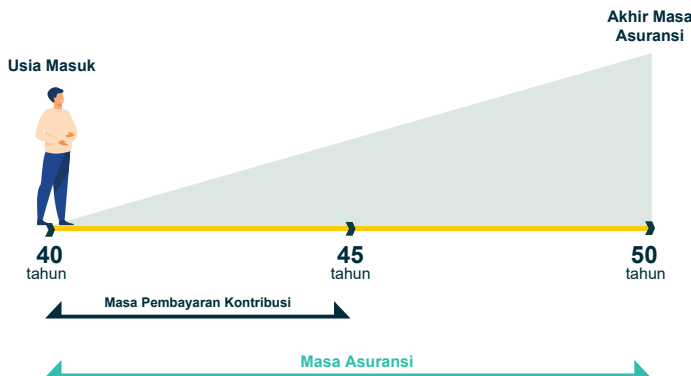 Akhir Masa
Asuransi
Usia Masuk
40
tahun
45
tahun
50
tahun
Masa Pembayaran Kontribusi
Masa Asuransi